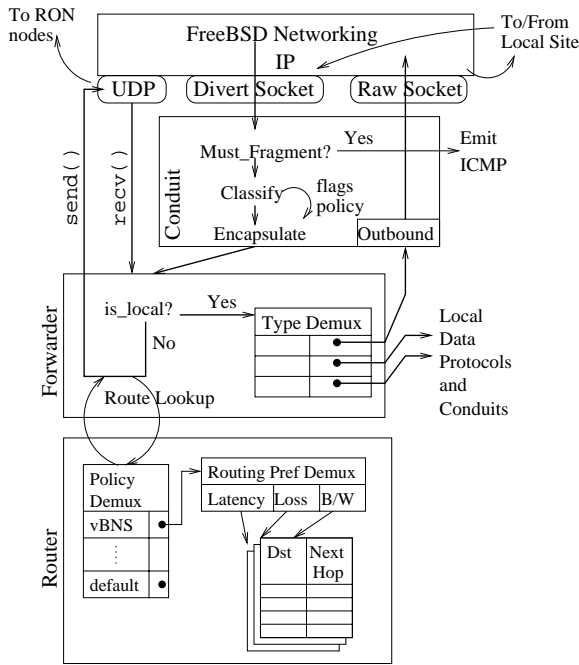 To RON
nodes
FreeBSD Networking
IP
To/From
Local Site
UDP
Divert Socket
Raw Socket
send()
recv()
Conduit
Must_Fragment?
Yes
Emit
ICMP
Classify
flags
policy
Encapsulate
Outbound
Forwarder
is_local?
Yes
No
Type Demux
Local
Data
Protocols
and
Conduits
Route Lookup
Router
Policy
Demux
vBNS
default
Routing Pref Demux
Latency
Loss
B/W
Dst
Next
Hop